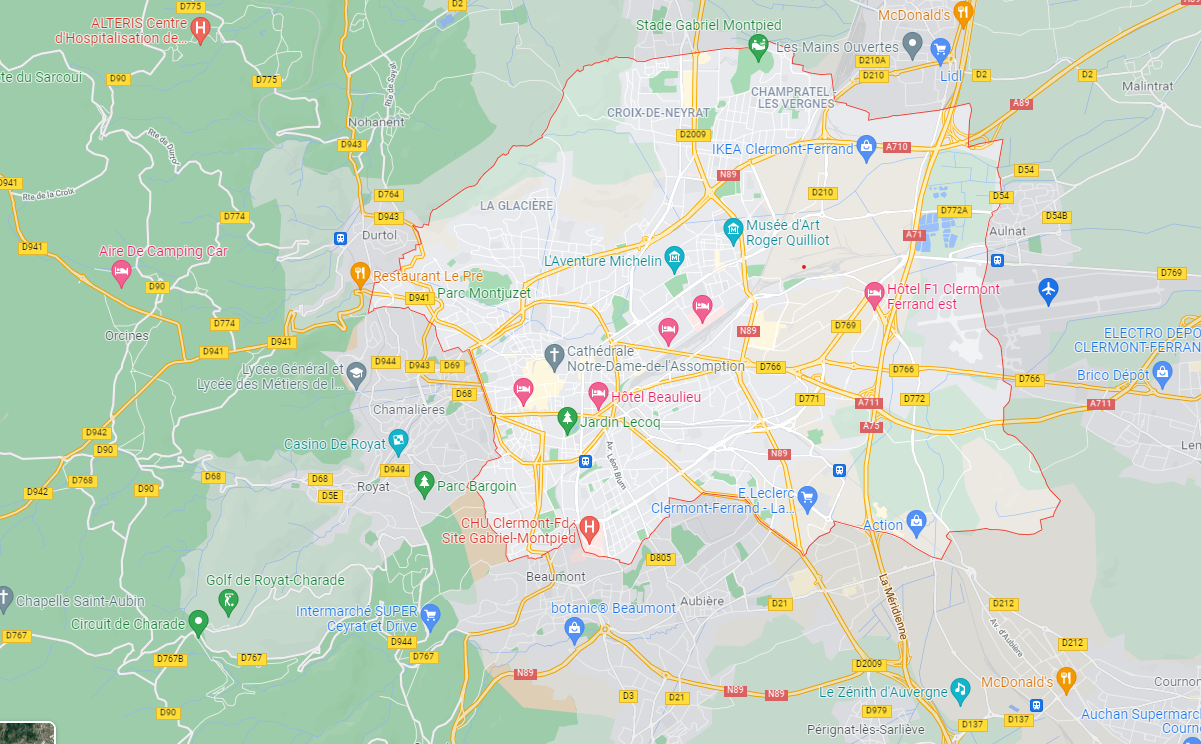 D775
D2
McDonald's
ALTERIS Centre
d'Hospitalisation de...
Stade Gabriel Montpied
Les Mains Ouvertes
D210A
D210
Lidl
D2
D2
te du Sarcoui
D90
D775
Rte de Sayat
Malintrat
CHAMPRATEL -
LES VERGNES
A89
CROIX-DE-NEYRAT
Nohanent
D2009
Rte de Durtol
D943
IKEA Clermont-Ferrand
A710
N89
D54
D941
Rte de la Croix
D764
D210
D54
LA GLACIÈRE
D774
D943
D772A
D54B
Durtol
Musée d'Art
Roger Quilliot
A71
Aulnat
D941
Aire De Camping Car
L'Aventure Michelin
Restaurant Le Pré
D769
D90
Parc Montjuzet
D941
Hôtel F1 Clermont
Ferrand est
D774
D769
N89
Orcines
D941
D941
ELECTRO DEPO
CLERMONT-FERRAN
Cathédrale
Notre-Dame-de-l'Assomption
D944
D943
D69
D766
D766
D766
Lycée Général et
Lycée des Métiers de l...
Brico Dépôt
D68
Hôtel Beaulieu
D771
A711
D772
A711
Chamalières
Jardin Lecoq
A75
D942
D90
Casino De Royat
Av. Léon Blum
N89
Len
D944
D768
D68
D68
D942
D90
D5E
Royat
Parc Bargoin
E.Leclerc
Clermont-Ferrand - La...
CHU Clermont-Fd
Site Gabriel-Montpied
Action
D805
Beaumont
La Méridienne
Golf de Royat-Charade
Chapelle Saint-Aubin
Intermarché SUPER
Ceyrat et Drive
botanic® Beaumont
Aubière
D21
D212
Circuit de Charade
Av. d'Aubière
D767
D944
D212
D767B
D767
D767
D2009
N89
McDonald's
Cournon
N89
N89
Le Zénith d'Auvergne
D3
D21
D90
D979
D137
D137
Auchan Supermarc
Courno
Pérignat-lès-Sarliève